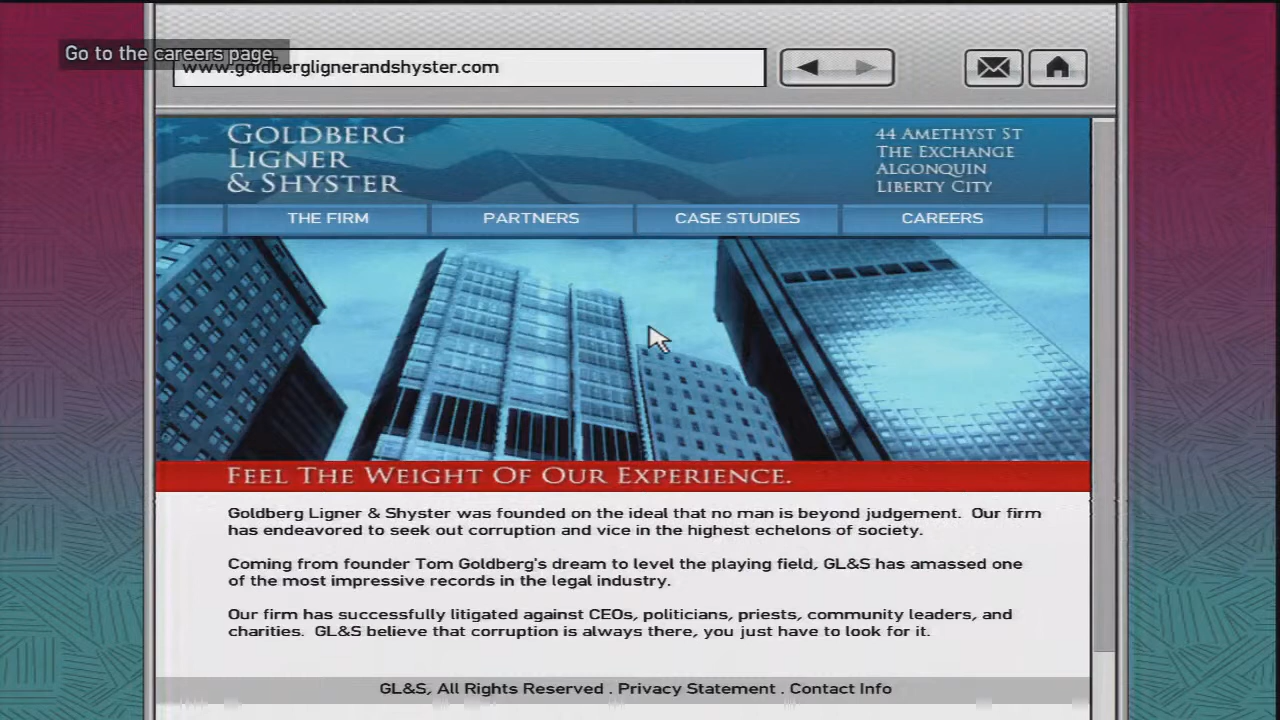 Go to the careers page.
www.goldberglignerandshyster.com
GOLDBERG
LIGNER
& SHYSTER
44 AMETHYST ST
THE EXCHANGE
ALGONQUIN
LIBERTY CITY
THE FIRM
PARTNERS
CASE STUDIES
CAREERS
FEEL THE WEIGHT OF OUR EXPERIENCE.
Goldberg Ligner & Shyster was founded on the ideal that no man is beyond judgement. Our firm
has endeavored to seek out corruption and vice in the highest echelons of society.
Coming from founder Tom Goldberg's dream to level the playing field, GL&S has amassed one
of the most impressive records in the legal industry.
Our firm has successfully litigated against CEOs, politicians, priests, community leaders, and
charities. GL&S believe that corruption is always there, you just have to look for it.
GL&S, All Rights Reserved . Privacy Statement . Contact Info